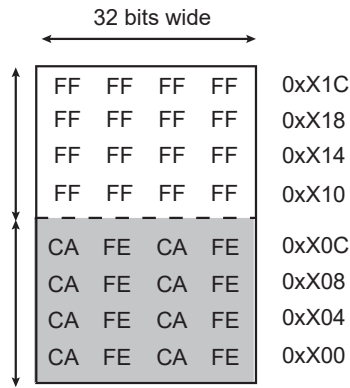 32 bits wide
FF FF FF FF 0xX1C
FF FF FF FF 0xX18
FF FF FF FF 0xX14
FF FF FF FF 0xX10
CA FE CA FE 0xX0C
CA FE CA FE 0xX08
CA FE CA FE 0xX04
CA FE CA FE 0xX00